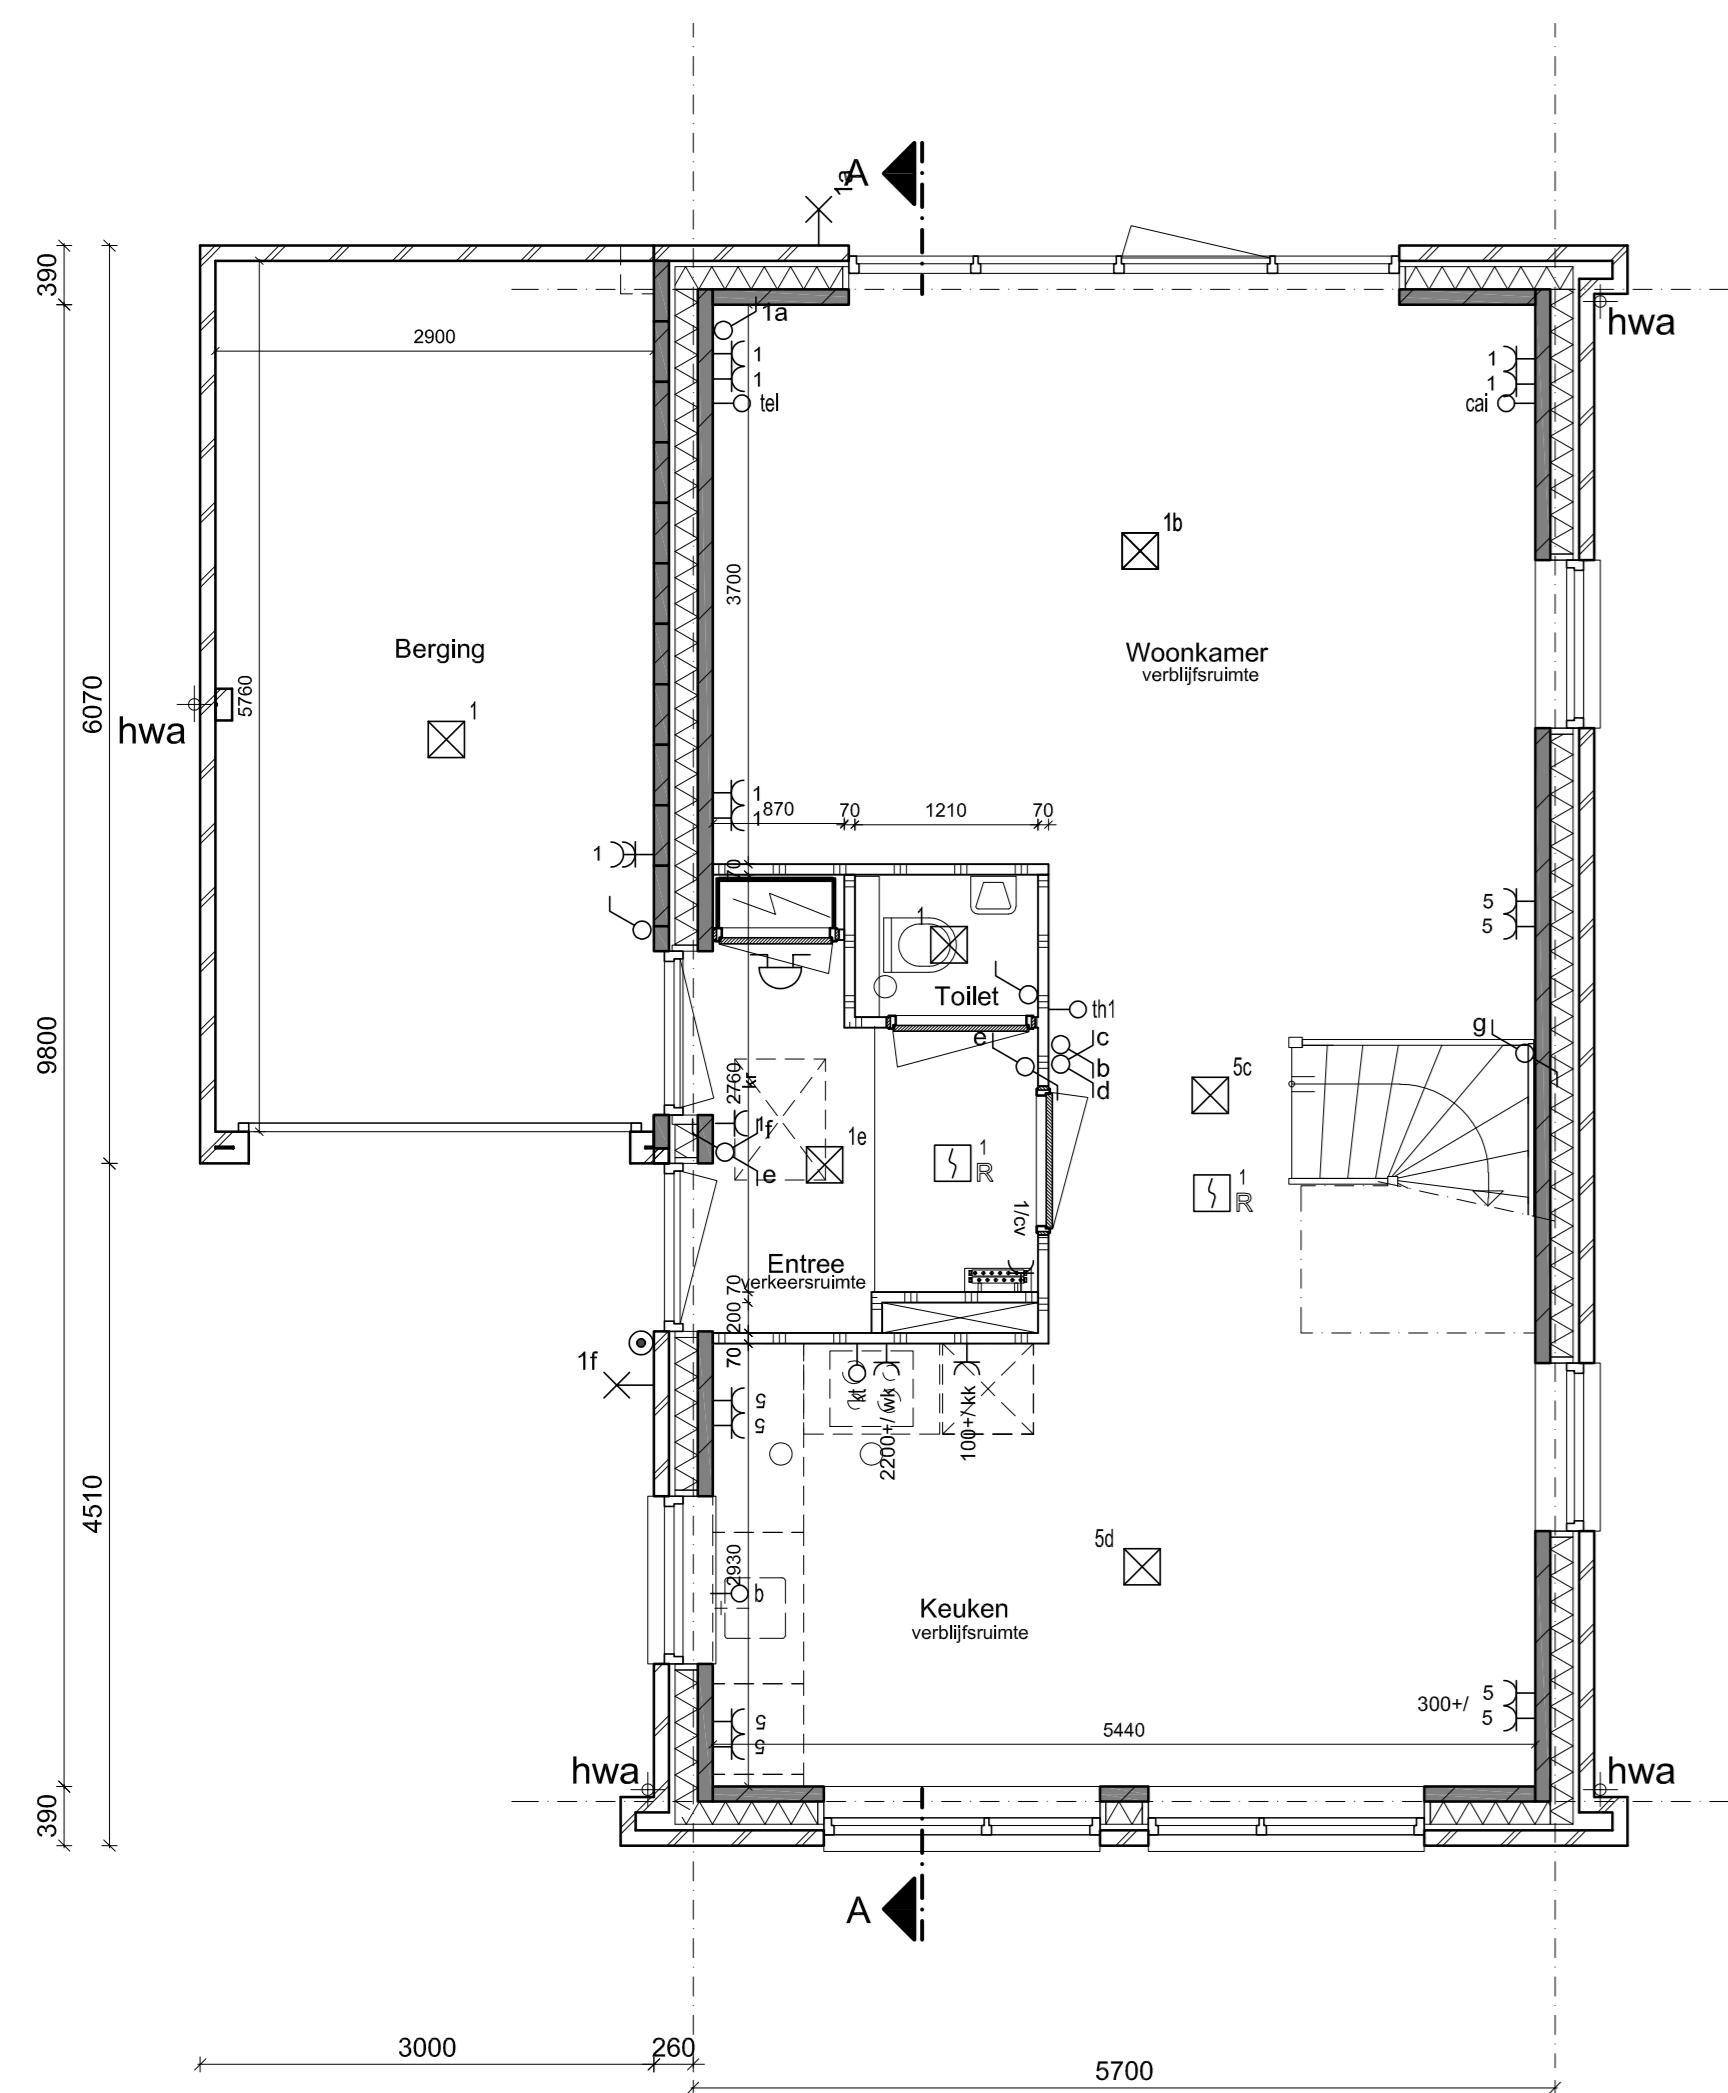 A
1a
390
hwa
1a
2900
1
1
1
1
tel
cai
1b
3700
Berging
Woonkamer
verblijfsruimte
5760
6070
hwa
1
1
1
870
70
1210
70
1
70
5
5
1
Toilet
th1
e
c
b
d
g
9800
2760
kr
5c
1f
1e
e
1
R
1
R
1/cv
Entree
verkeersruimte
70
200
70
1f
5
5
kt
2200+/ wk
100+/ kk
4510
5d
2930
b
Keuken
verblijfsruimte
300+/
5
5
5
5
5440
hwa
hwa
390
A
3000
260
5700